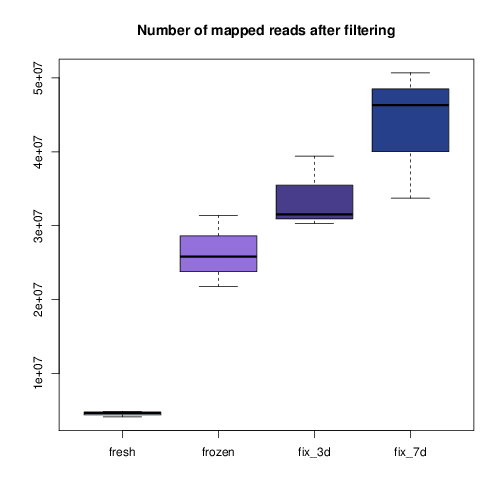 Number of mapped reads after filtering
5e+07
4e+07
3e+07
2e+07
1e+07
fresh
frozen
fix_3d
fix_7d